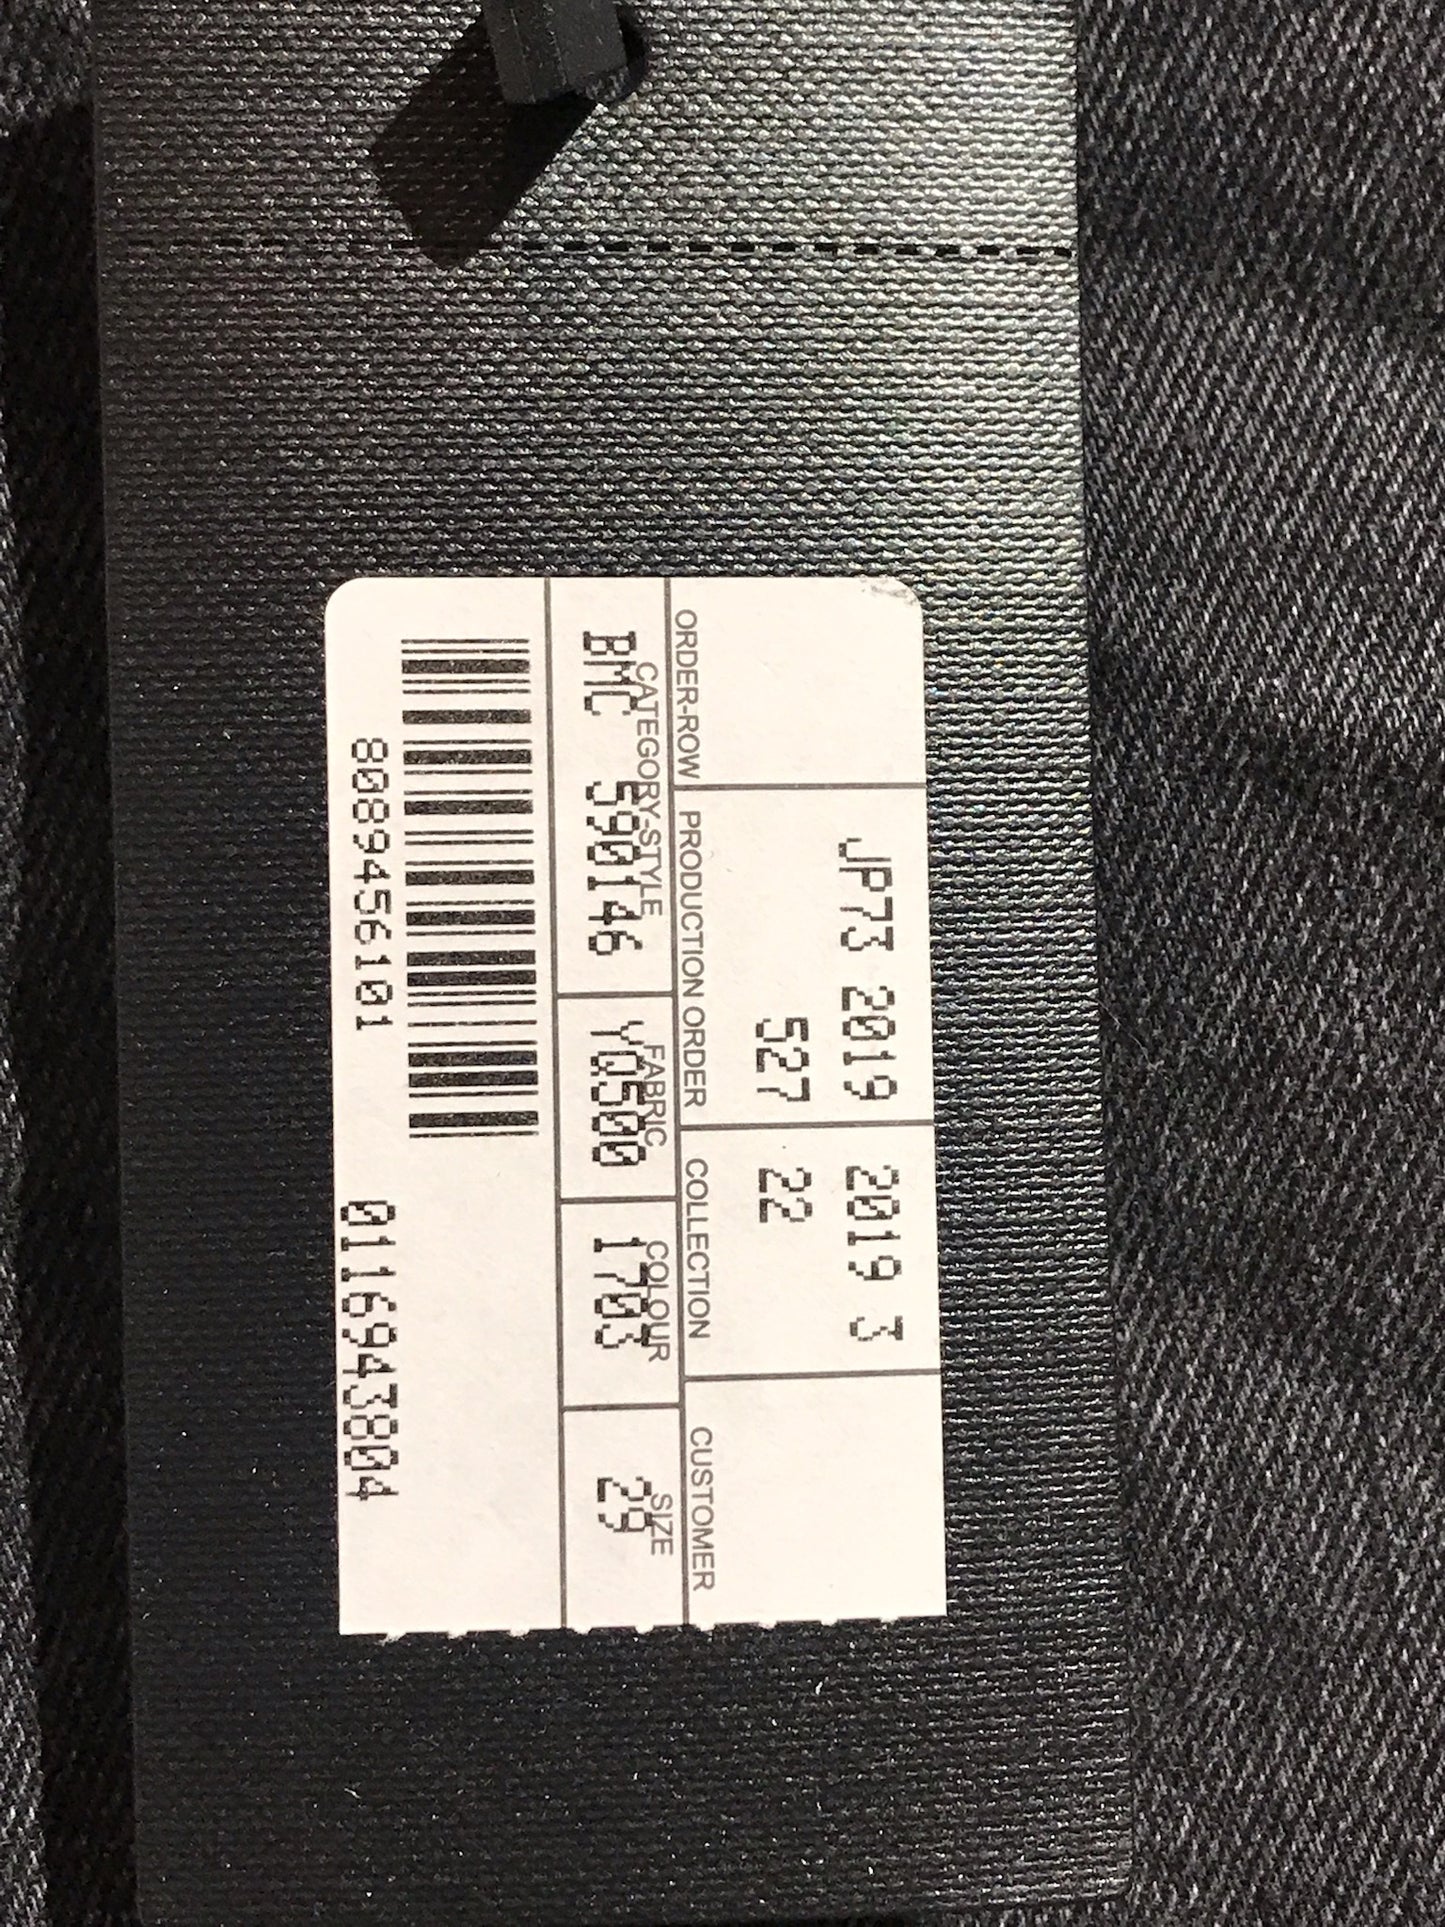 JP73 2019 2019 3
527 22
ORDER-ROW PRODUCTION ORDER COLLECTION CUSTOMER
CATEGORY-STYLE FABRIC COLOUR SIZE
BMC 590146 YQ500 1703 29
8089456101 0116943804